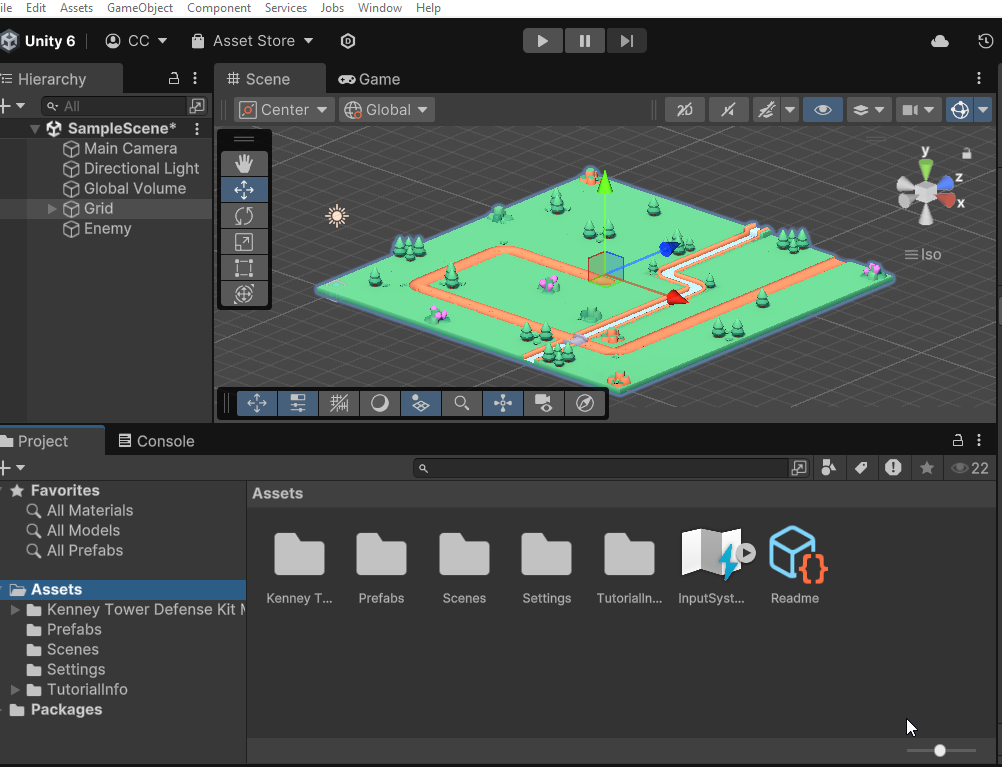 ile Edit Assets GameObject Component Services Jobs Window Help
Unity 6 CC Asset Store
Hierarchy
Scene Game
All
Center Global
2D
SampleScene*
Main Camera
Directional Light
Global Volume
Grid
Enemy
y
z
x
Iso
Project Console
22
Favorites
All Materials
All Models
All Prefabs
Assets
Kenney Tower Defense Kit
Prefabs
Scenes
Settings
TutorialInfo
Packages
Assets
Kenney T... Prefabs Scenes Settings TutorialIn... InputSyst... Readme